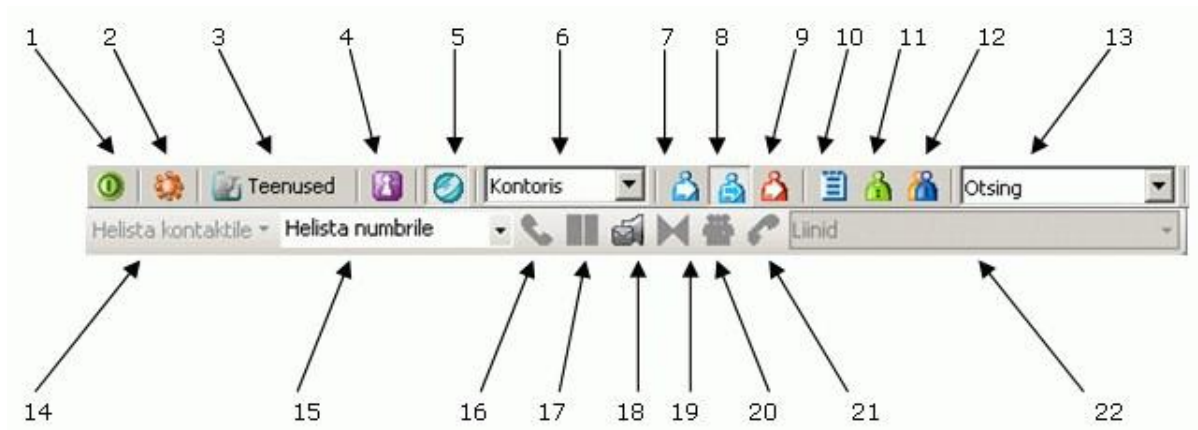 1 2 3 4 5 6 7 8 9 10 11 12 13
Teenused Kontoris Otsing
Helista kontaktile Helista numbrile Liinid
14 15 16 17 18 19 20 21 22